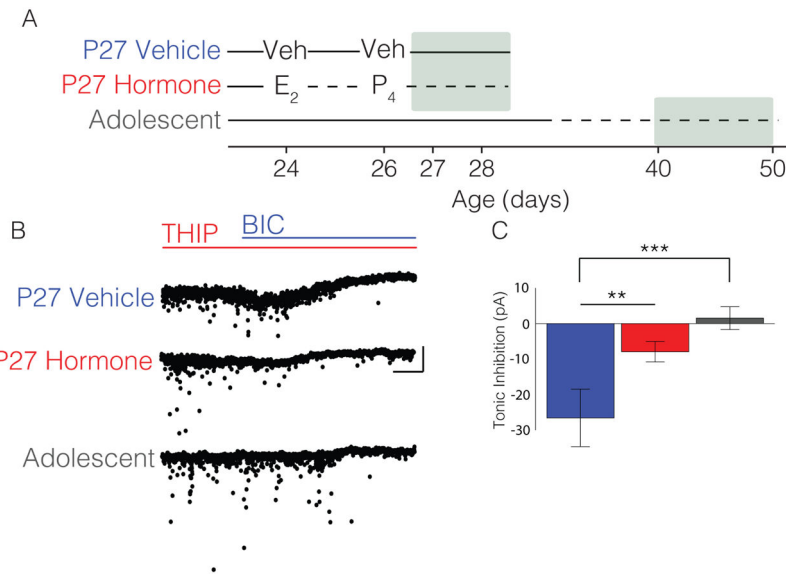 A
P27 Vehicle Veh Veh
P27 Hormone E2 P4
Adolescent
24 26 27 28 40 50
Age (days)
B
THIP BIC
P27 Vehicle
P27 Hormone
Adolescent
C
***
**
Tonic Inhibition (pA)
10
0
-10
-20
-30